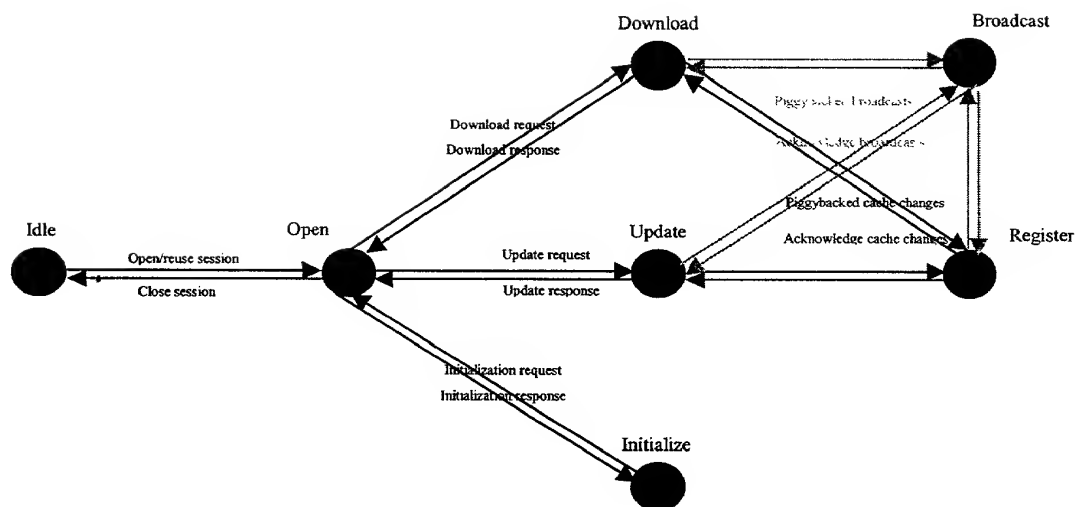 Download
Broadcast
Piggybacked broadcasts
Download request
Acknowledge broadcasts
Download response
Piggybacked cache changes
Idle
Open
Update
Register
Acknowledge cache changes
Open/reuse session
Update request
Close session
Update response
Initialization request
Initialization response
Initialize